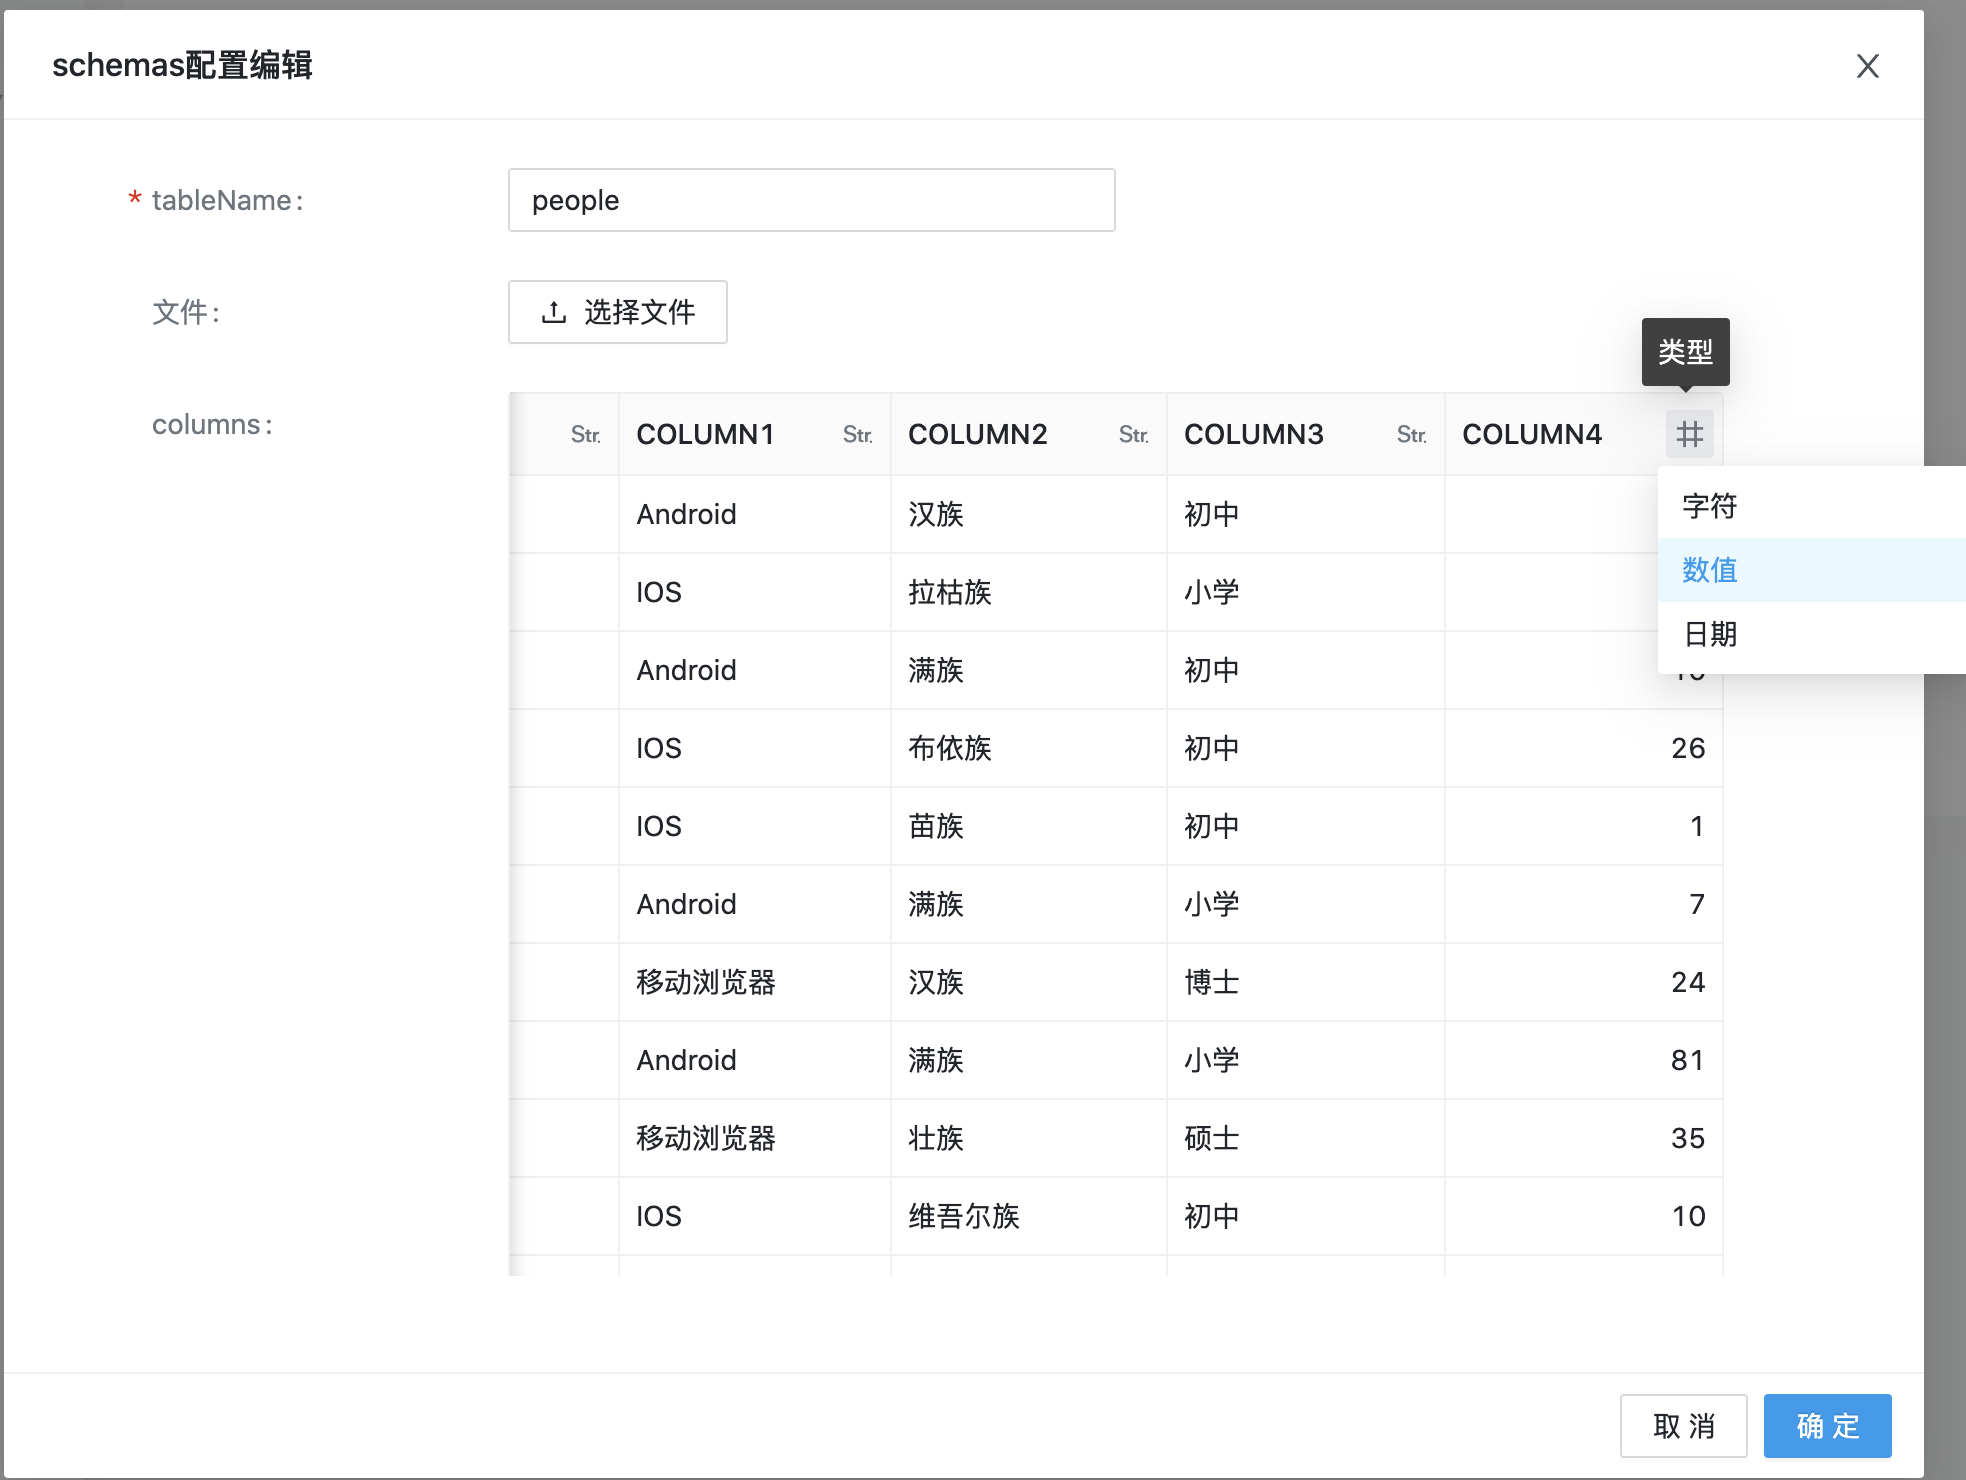 schemas配置编辑
* tableName:
people
文件:
选择文件
类型
columns:
Str. COLUMN1 Str. COLUMN2 Str. COLUMN3 Str. COLUMN4
字符
数值
日期
Android 汉族 初中
IOS 拉枯族 小学
Android 满族 初中
IOS 布依族 初中 26
IOS 苗族 初中 1
Android 满族 小学 7
移动浏览器 汉族 博士 24
Android 满族 小学 81
移动浏览器 壮族 硕士 35
IOS 维吾尔族 初中 10
取消 确定